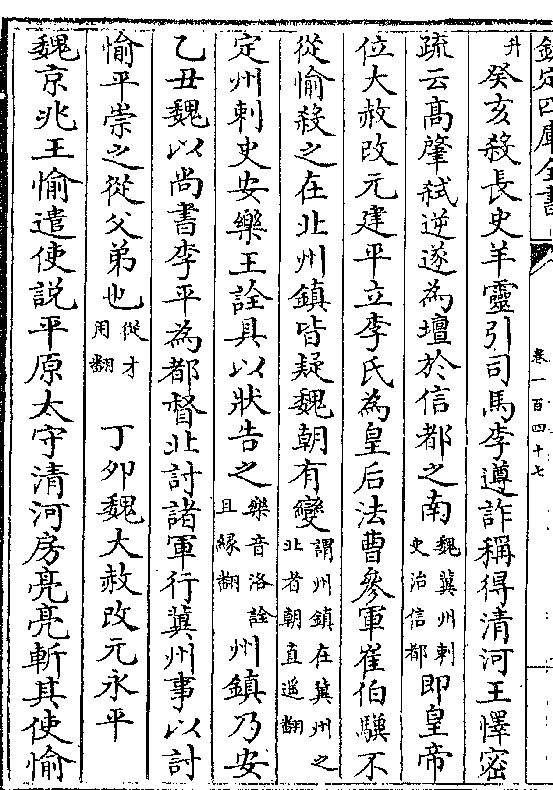 欽定四庫全書
卷一百四十七
升
癸亥殺長史羊靈引司馬李遵詐稱得清河王懌密
疏云高肇弑逆遂為壇於信都之南魏冀州刺史治信都即皇帝
位大赦改元建平立李氏為皇后法曹參軍崔伯驥不
從愉殺之在北州鎮皆疑魏朝有變謂州鎮在冀州之北者朝直遥翻
定州刺史安樂王詮具以狀告之樂音洛詮且緣翻州鎮乃安
乙丑魏以尚書李平為都督北討諸軍行冀州事以討
愉平崇之從父弟也從才用翻 丁卯魏大赦改元永平
魏京兆王愉遣使説平原太守清河房亮亮斬其使愉